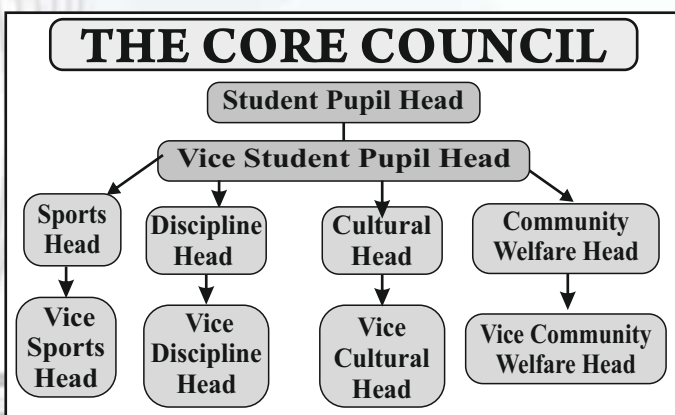 THE CORE COUNCIL
Student Pupil Head
Vice Student Pupil Head
Sports
Head
Discipline
Head
Cultural
Head
Community
Welfare Head
Vice
Sports
Head
Vice
Discipline
Head
Vice
Cultural
Head
Vice Community
Welfare Head